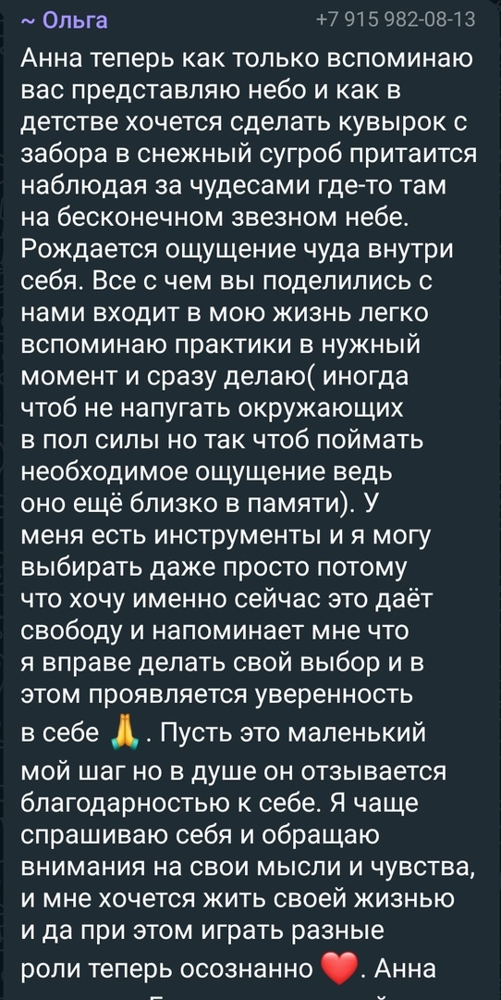 ~ Ольга +7 915 982-08-13
Анна теперь как только вспоминаю
вас представляю небо и как в
детстве хочется сделать кувырок с
забора в снежный сугроб притаится
наблюдая за чудесами где-то там
на бесконечном звезном небе.
Рождается ощущение чуда внутри
себя. Все с чем вы поделились с
нами входит в мою жизнь легко
вспоминаю практики в нужный
момент и сразу делаю( иногда
чтоб не напугать окружающих
в пол силы но так чтоб поймать
необходимое ощущение ведь
оно ещё близко в памяти). У
меня есть инструменты и я могу
выбирать даже просто потому
что хочу именно сейчас это даёт
свободу и напоминает мне что
я вправе делать свой выбор и в
этом проявляется уверенность
в себе 🙏. Пусть это маленький
мой шаг но в душе он отзывается
благодарностью к себе. Я чаще
спрашиваю себя и обращаю
внимания на свои мысли и чувства,
и мне хочется жить своей жизнью
и да при этом играть разные
роли теперь осознанно ❤️. Анна